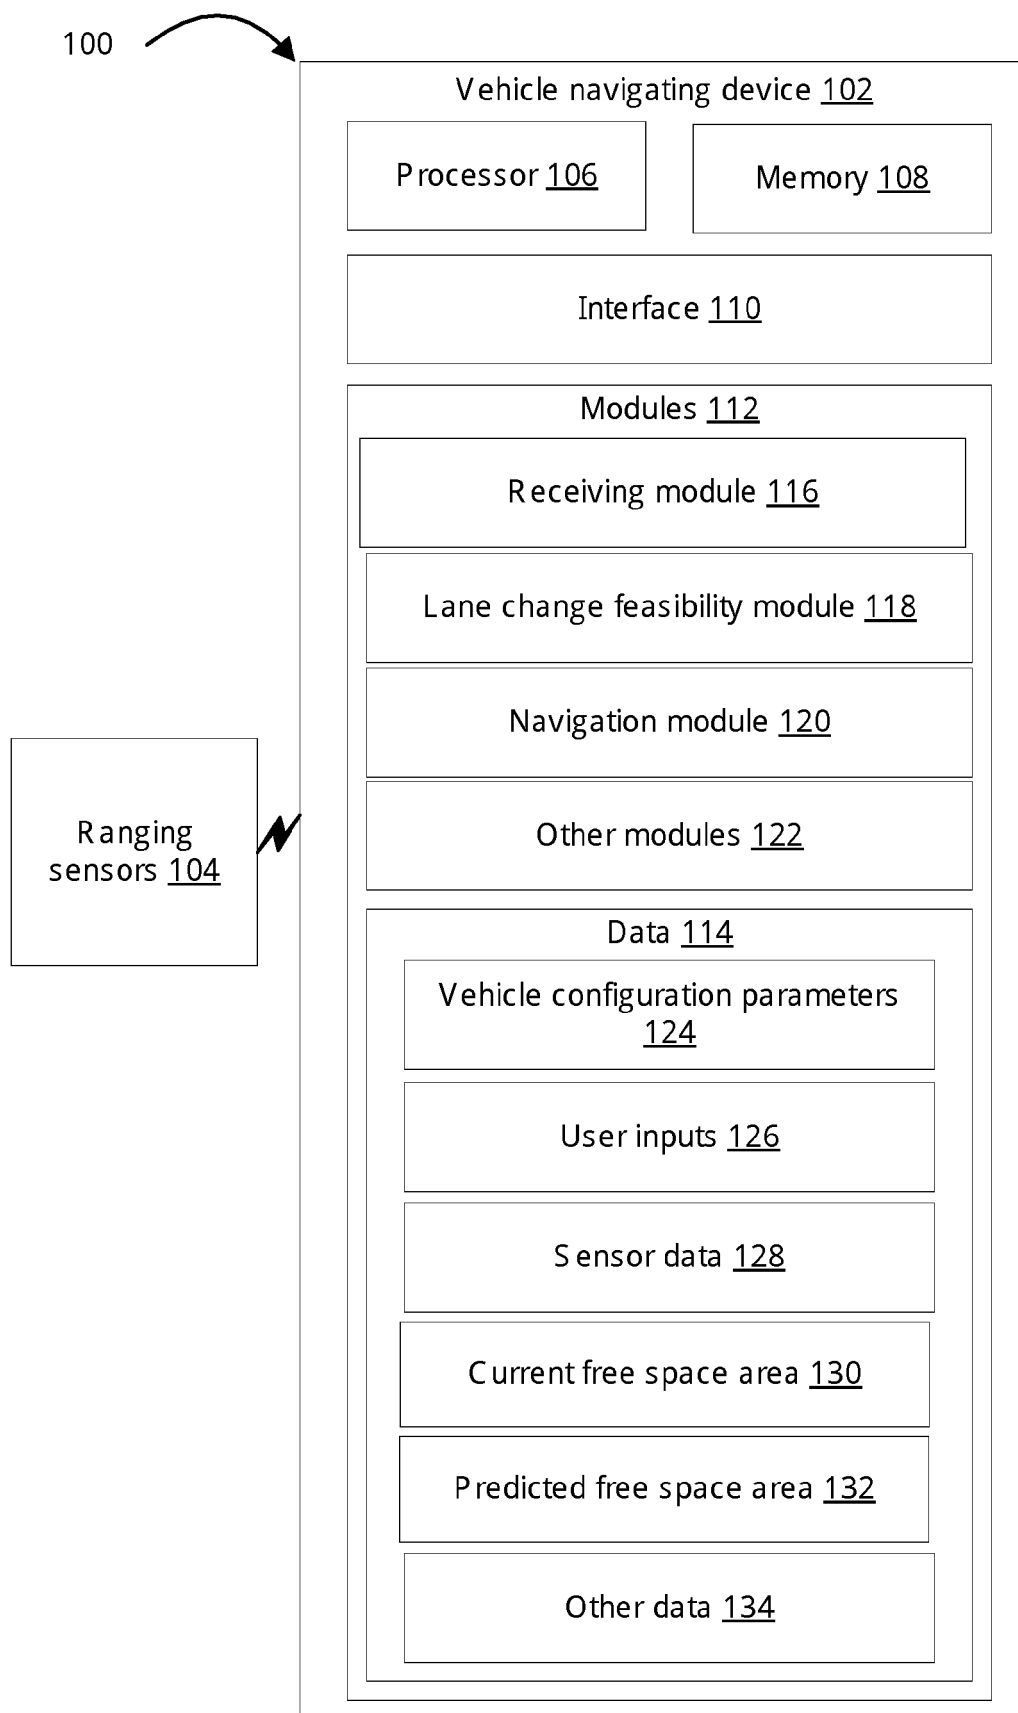 100
Vehicle navigating device 102
Processor 106
Memory 108
Interface 110
Modules 112
Receiving module 116
Lane change feasibility module 118
Navigation module 120
Other modules 122
Ranging
sensors 104
Data 114
Vehicle configuration parameters
124
User inputs 126
Sensor data 128
Current free space area 130
Predicted free space area 132
Other data 134